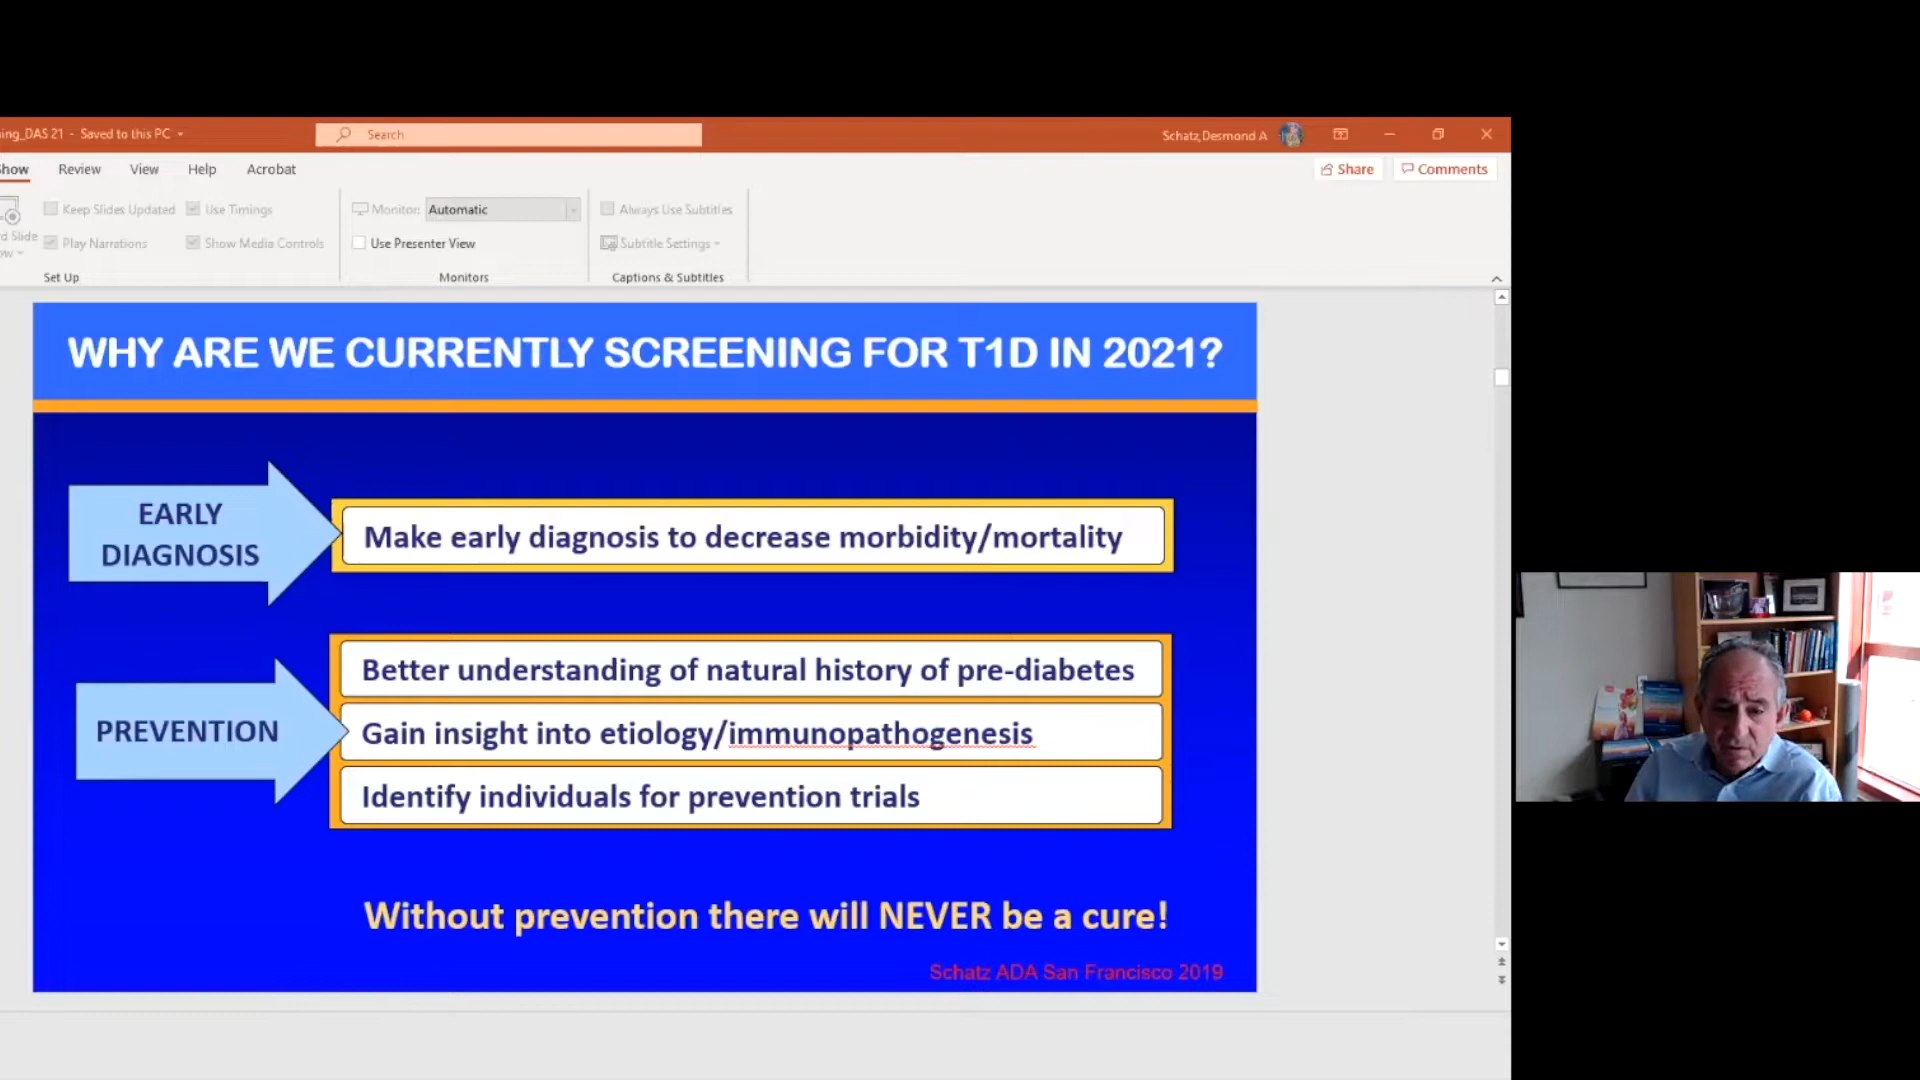 ing_DAS 21 - Saved to this PC
Search
Schatz,Desmond A
Show
Review
View
Help
Acrobat
Share
Comments
Keep Slides Updated
Use Timings
Monitor:
Automatic
Always Use Subtitles
d Slide
ow
Play Narrations
Show Media Controls
Use Presenter View
Subtitle Settings
Set Up
Monitors
Captions & Subtitles
WHY ARE WE CURRENTLY SCREENING FOR T1D IN 2021?
EARLY
DIAGNOSIS
Make early diagnosis to decrease morbidity/mortality
PREVENTION
Better understanding of natural history of pre-diabetes
Gain insight into etiology/immunopathogenesis
Identify individuals for prevention trials
Without prevention there will NEVER be a cure!
Schatz ADA San Francisco 2019